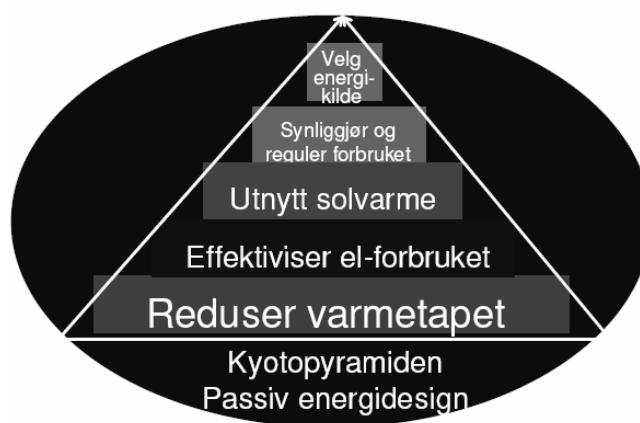 Velg
energi-
kilde
Synliggjør og
reguler forbruket
Utnytt solvarme
Effektiviser el-forbruket
Reduser varmetapet
Kyotopyramiden
Passiv energidesign